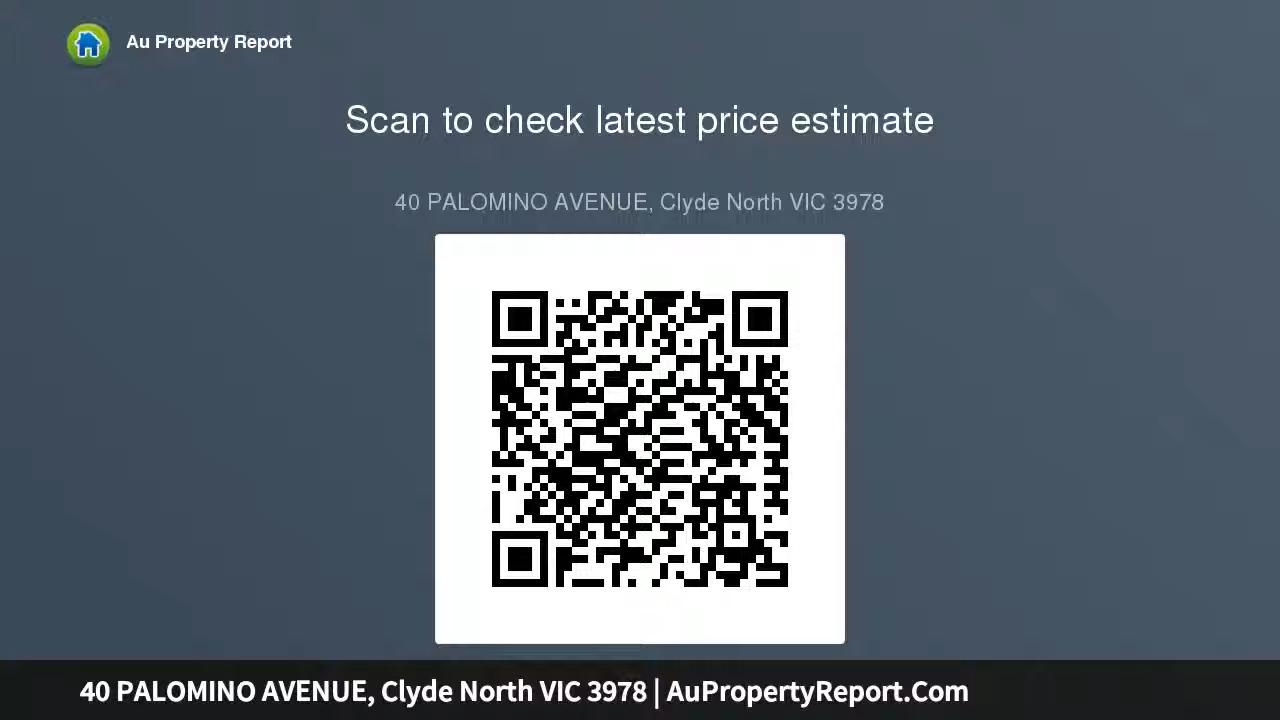 Au Property Report
Scan to check latest price estimate
40 PALOMINO AVENUE, Clyde North VIC 3978
40 PALOMINO AVENUE, Clyde North VIC 3978 | AuPropertyReport.Com